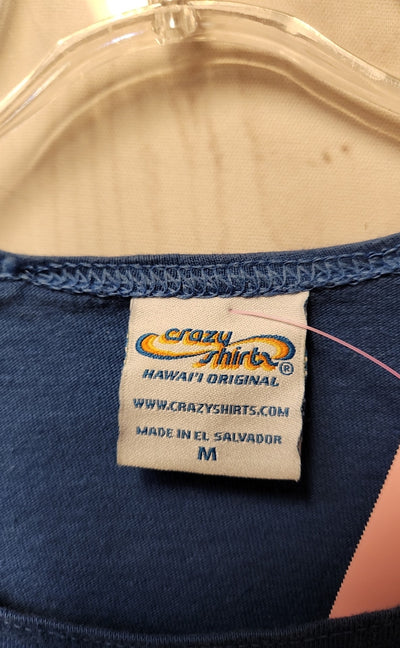 crazy
shirts®
HAWAI'I ORIGINAL
WWW.CRAZYSHIRTS.COM
MADE IN EL SALVADOR
M